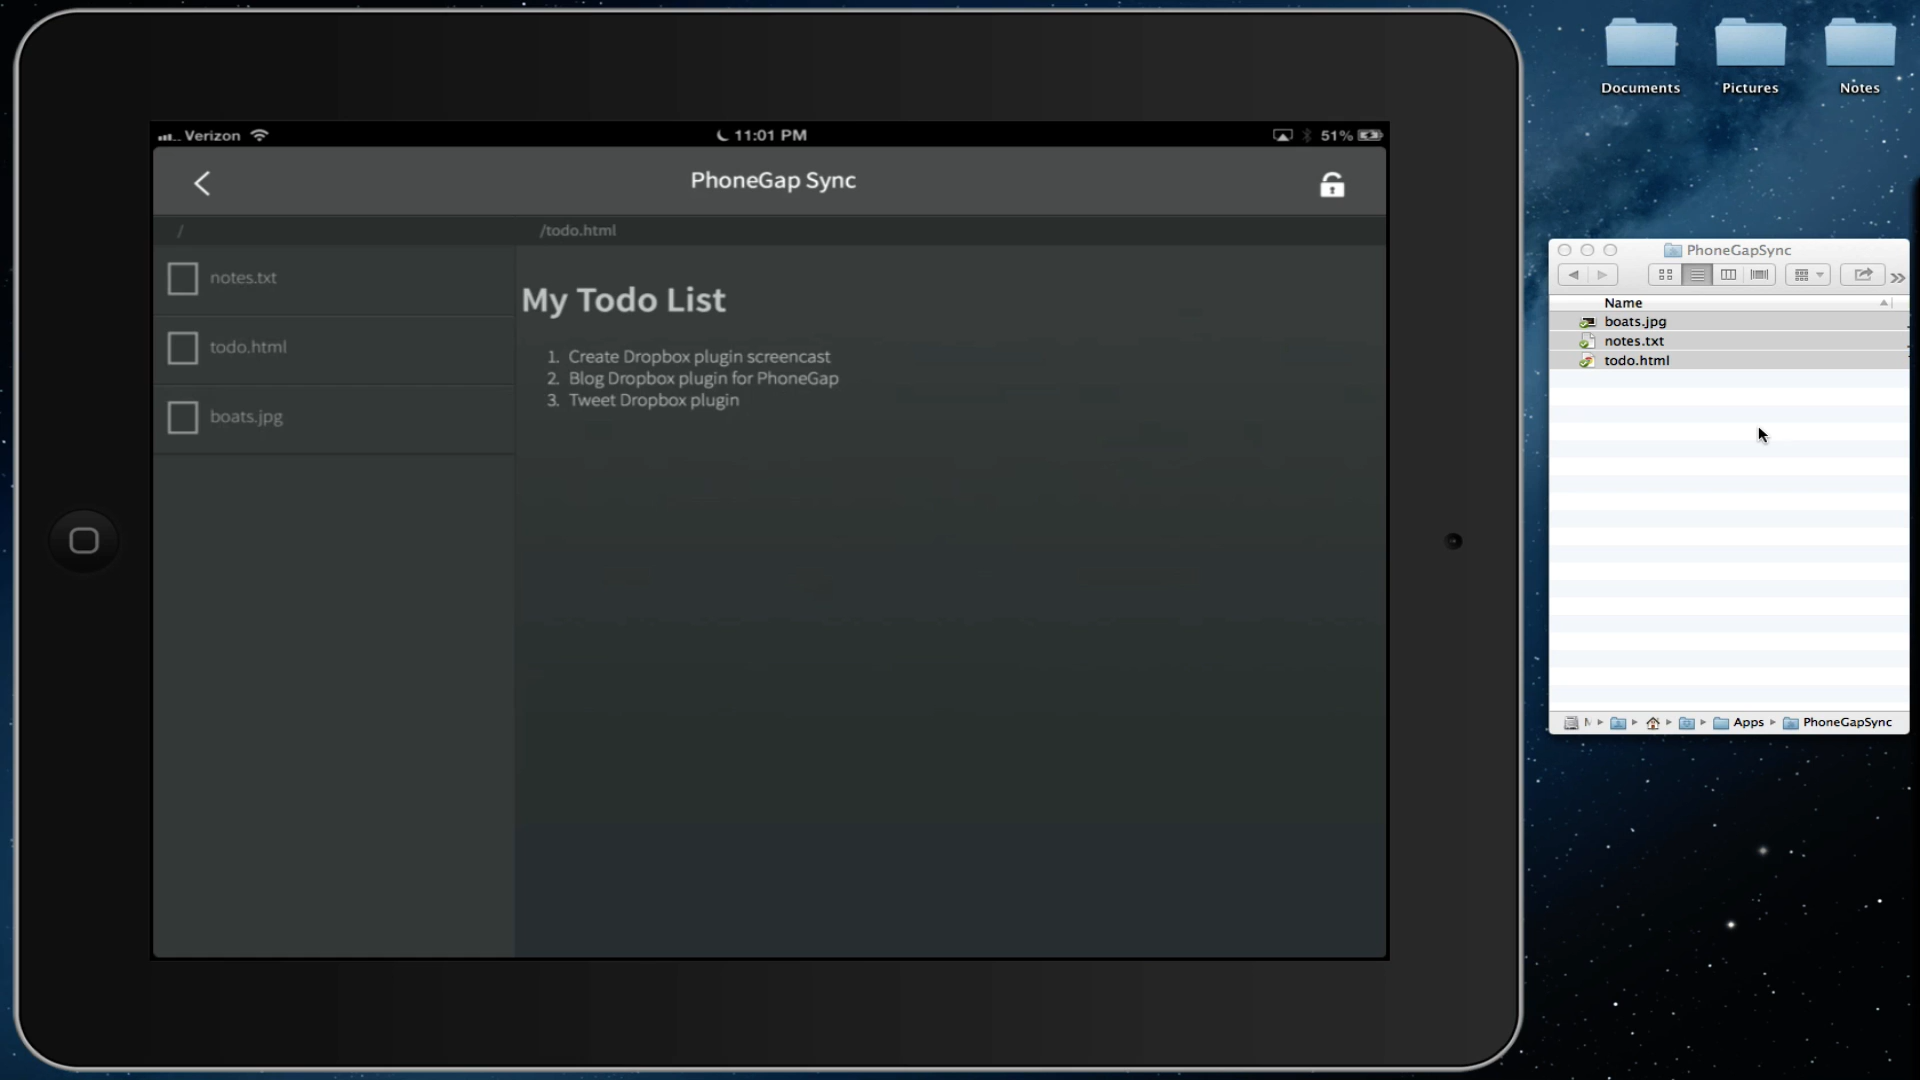 Verizon
11:01 PM
51%
PhoneGap Sync
/
/todo.html
notes.txt
todo.html
boats.jpg
My Todo List
1. Create Dropbox plugin screencast
2. Blog Dropbox plugin for PhoneGap
3. Tweet Dropbox plugin
Documents
Pictures
Notes
PhoneGapSync
Name
boats.jpg
notes.txt
todo.html
Apps
PhoneGapSync